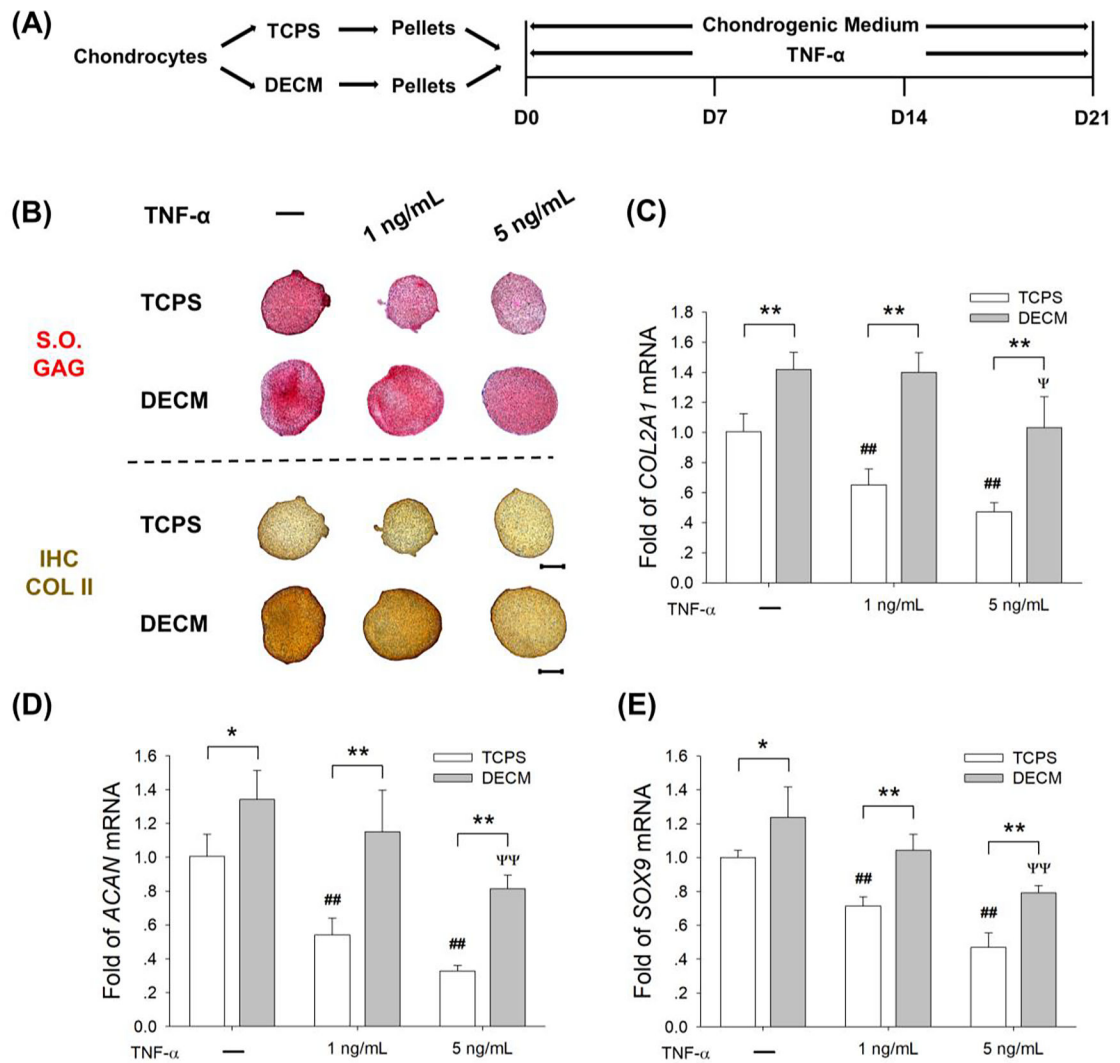 (A)
Chondrocytes
TCPS
Pellets
DECM
Pellets
Chondrogenic Medium
TNF-α
D0 D7 D14 D21
(B)
TNF-α — 1 ng/mL 5 ng/mL
S.O.
GAG
TCPS
DECM
IHC
COL II
TCPS
DECM
(C)
TCPS
DECM
Fold of COL2A1 mRNA
1.8
1.6
1.4
1.2
1.0
.8
.6
.4
.2
0.0
** ** **
## ## Ψ
TNF-α — 1 ng/mL 5 ng/mL
(D)
TCPS
DECM
Fold of ACAN mRNA
1.6
1.4
1.2
1.0
.8
.6
.4
.2
0.0
* ** **
## ## ΨΨ
TNF-α — 1 ng/mL 5 ng/mL
(E)
TCPS
DECM
Fold of SOX9 mRNA
1.6
1.4
1.2
1.0
.8
.6
.4
.2
0.0
* ** **
## ## ΨΨ
TNF-α — 1 ng/mL 5 ng/mL